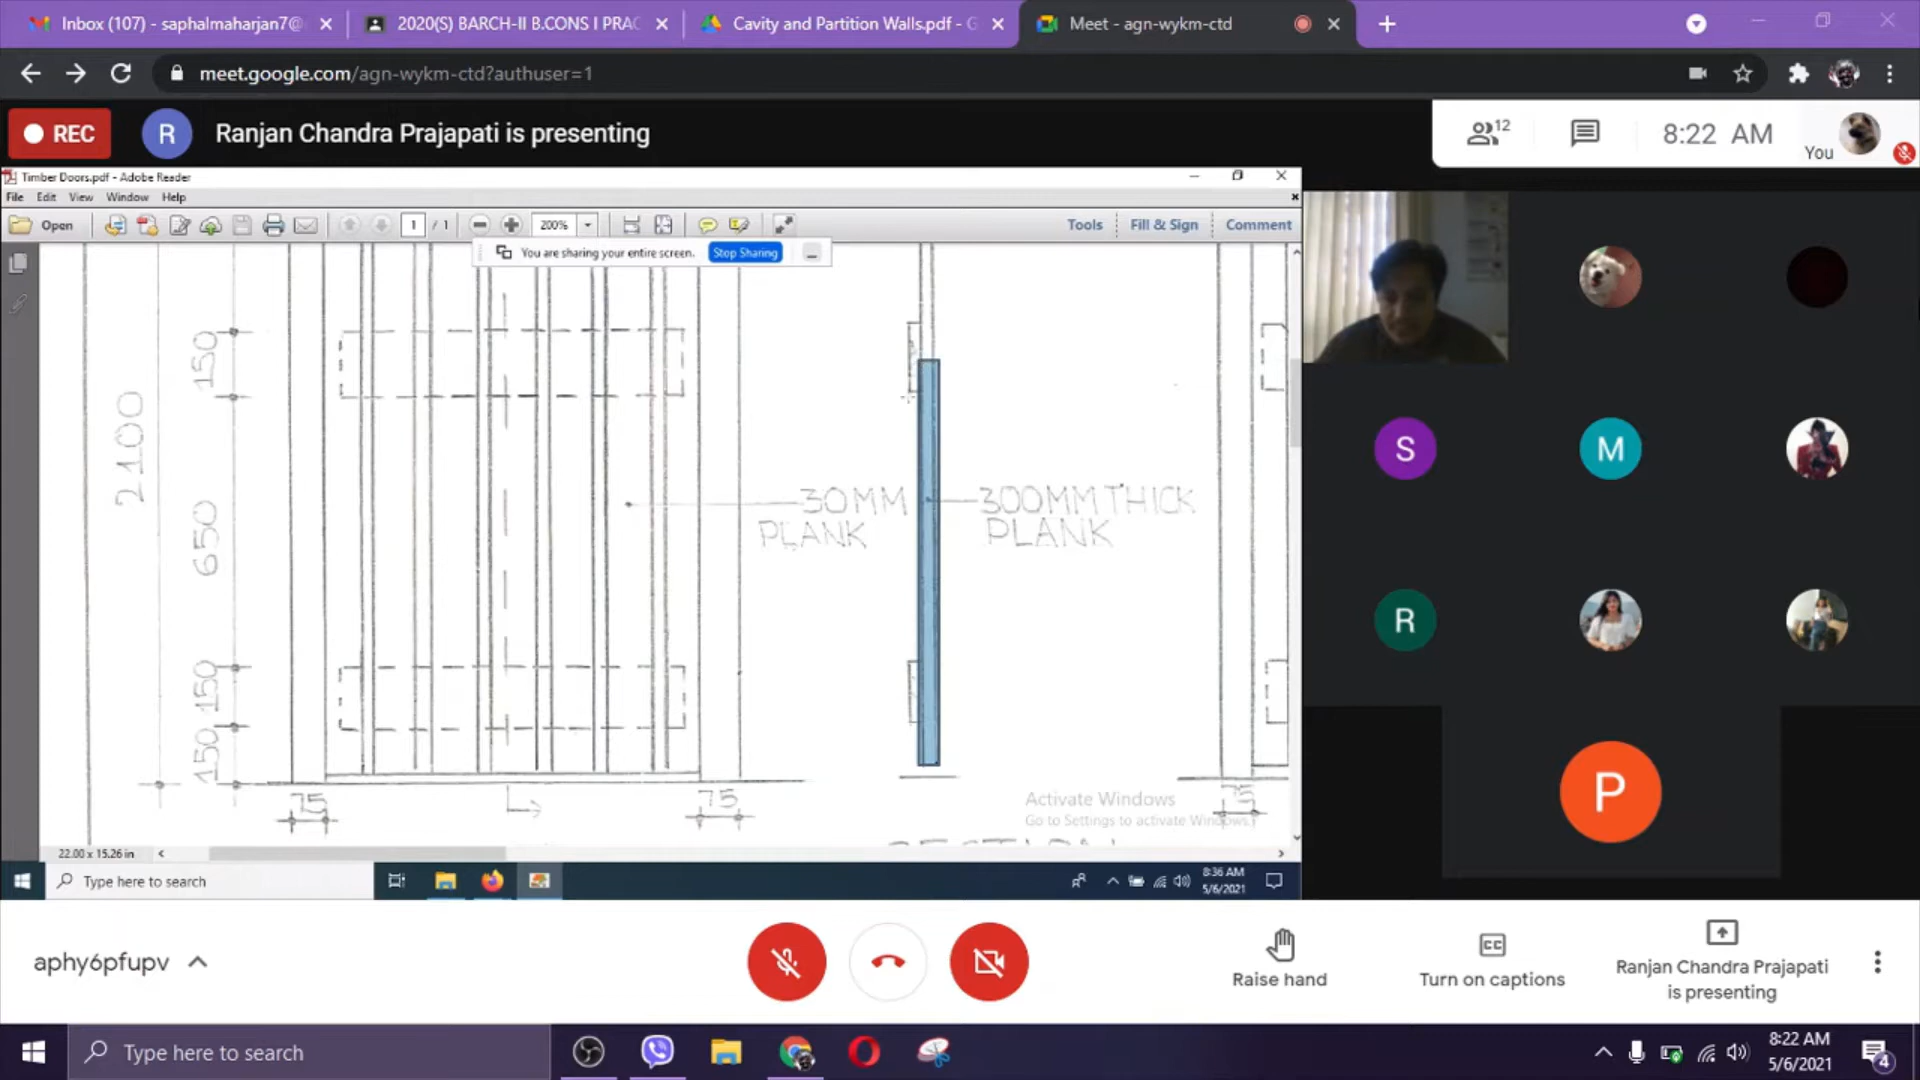 Inbox (107) - saphalmaharjan7@
2020(S) BARCH-II B.CONS I PRAC
Cavity and Partition Walls.pdf - G
Meet - agn-wykm-ctd
meet.google.com/agn-wykm-ctd?authuser=1
REC
R
Ranjan Chandra Prajapati is presenting
12
8:22 AM
You
Timber Doors.pdf - Adobe Reader
File Edit View Window Help
Open
1 / 1
200%
Tools
Fill & Sign
Comment
You are sharing your entire screen.
Stop Sharing
150
2100
650
150
150
30MM
PLANK
300MM THICK
PLANK
75
75
75
Activate Windows
Go to Settings to activate Windows.
22.00 x 15.26 in
Type here to search
8:36 AM
5/6/2021
S
M
R
P
aphy6pfupv
Raise hand
Turn on captions
Ranjan Chandra Prajapati
is presenting
Type here to search
8:22 AM
5/6/2021
4